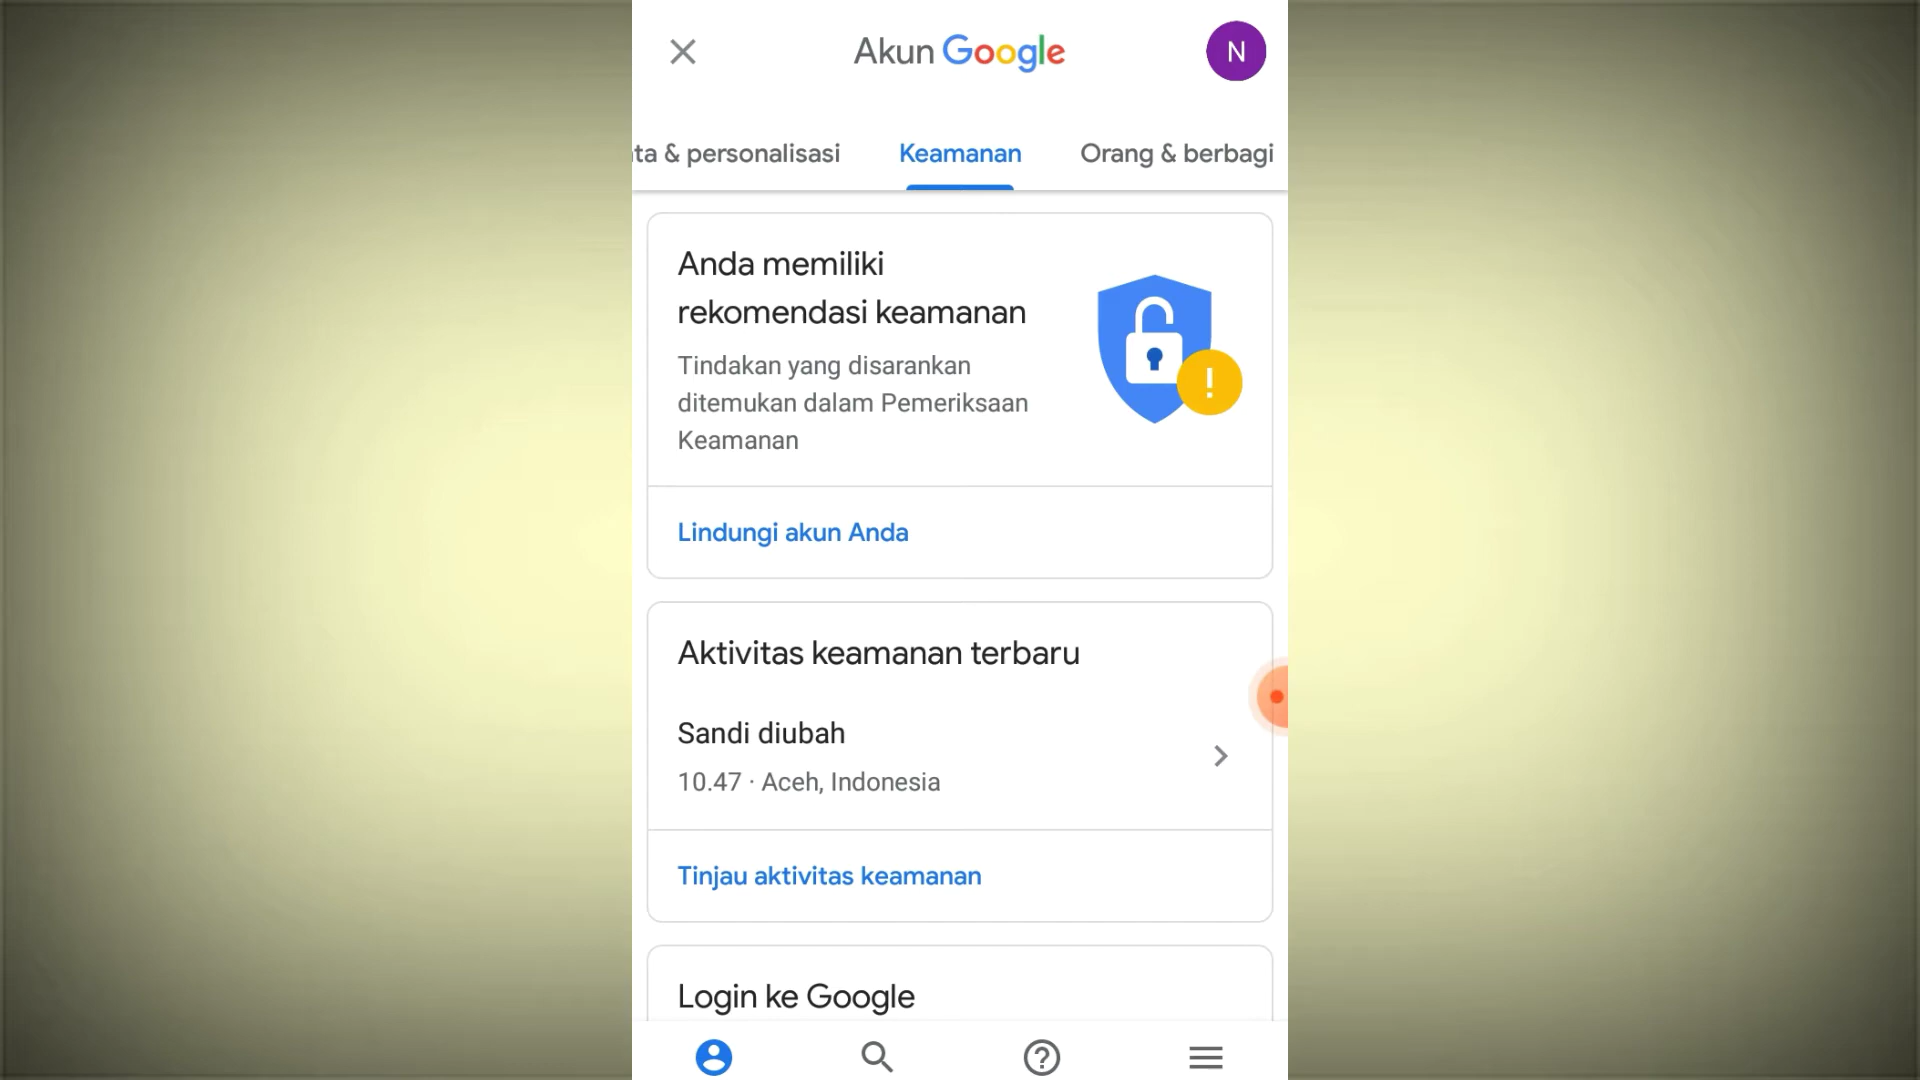 Akun Google
N
ta & personalisasi Keamanan Orang & berbagi
Anda memiliki
rekomendasi keamanan
Tindakan yang disarankan
ditemukan dalam Pemeriksaan
Keamanan
Lindungi akun Anda
Aktivitas keamanan terbaru
Sandi diubah
10.47 · Aceh, Indonesia
Tinjau aktivitas keamanan
Login ke Google